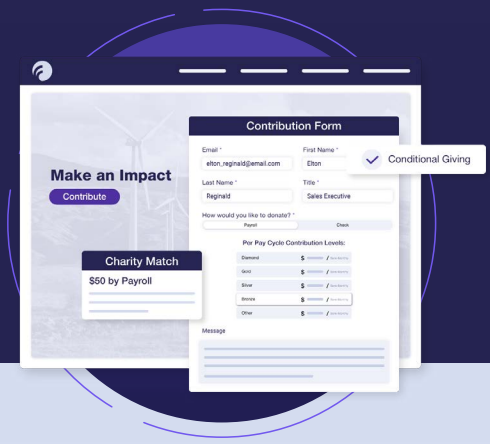 Contribution Form
Email *
First Name *
elton_reginald@email.com
Elton
Conditional Giving
Last Name *
Title *
Reginald
Sales Executive
Make an Impact
Contribute
How would you like to donate? *
Payroll
Check
Per Pay Cycle Contribution Levels:
Diamond $ /
Gold $ /
Silver $ /
Bronze $ /
Other $ /
Charity Match
$50 by Payroll
Message